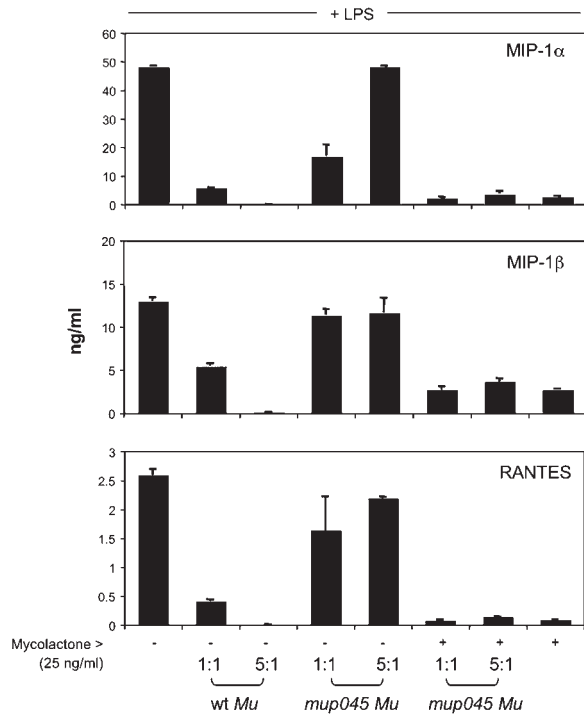 + LPS
MIP-1α
60
50
40
30
20
10
0
MIP-1β
20
15
10
5
0
ng/ml
RANTES
3
2.5
2
1.5
1
0.5
0
Mycolactone > - - - - - + + +
(25 ng/ml) 1:1 5:1 1:1 5:1 1:1 5:1
wt Mu mup045 Mu mup045 Mu